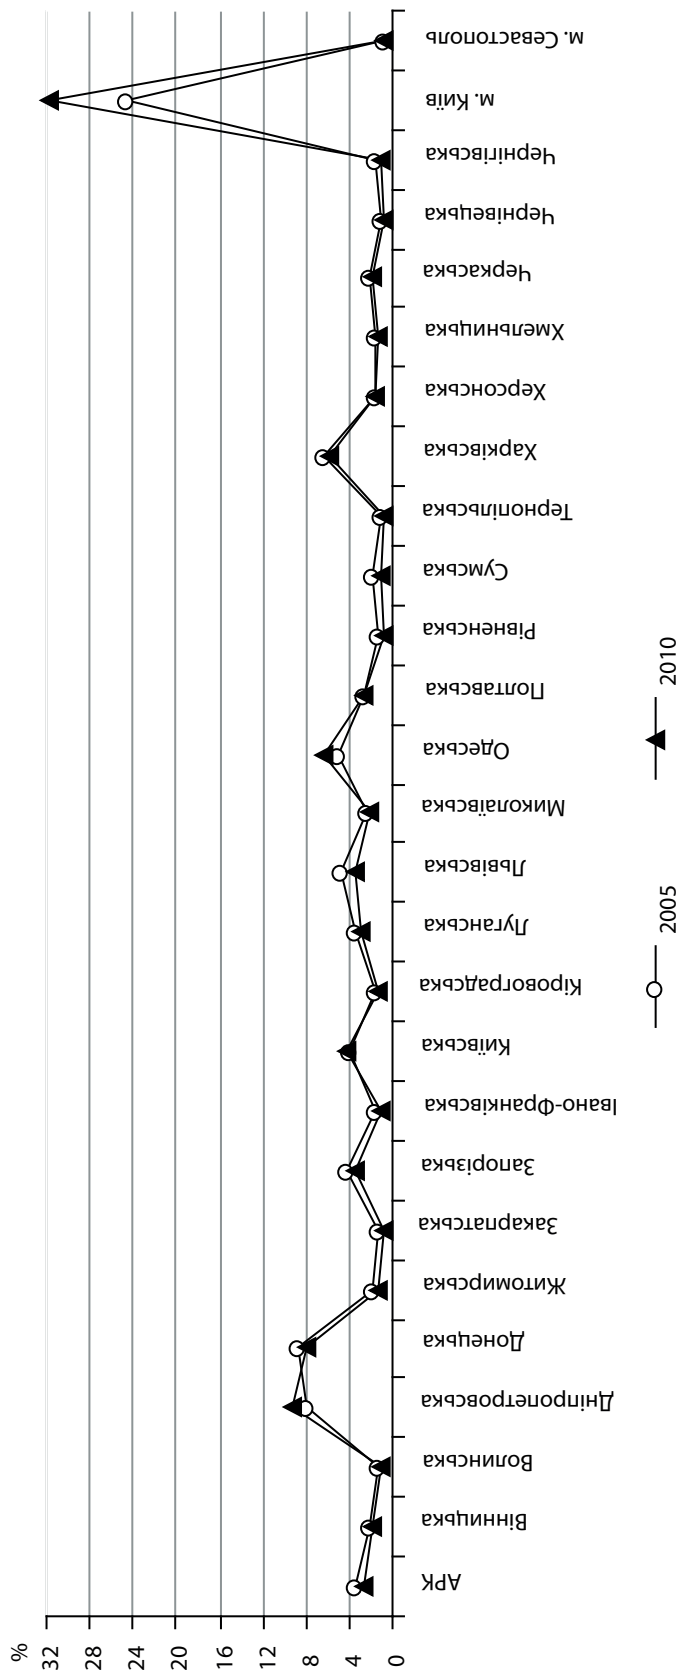 %
32
28
24
20
16
12
8
4
0
АРК
Вінницька
Волинська
Дніпропетровська
Донецька
Житомирська
Закарпатська
Запорізька
Івано-Франківська
Київська
Кіровоградська
Луганська
Львівська
Миколаївська
Одеська
Полтавська
Рівненська
Сумська
Тернопільська
Харківська
Херсонська
Хмельницька
Черкаська
Чернівецька
Чернігівська
м. Київ
м. Севастополь
2005
2010